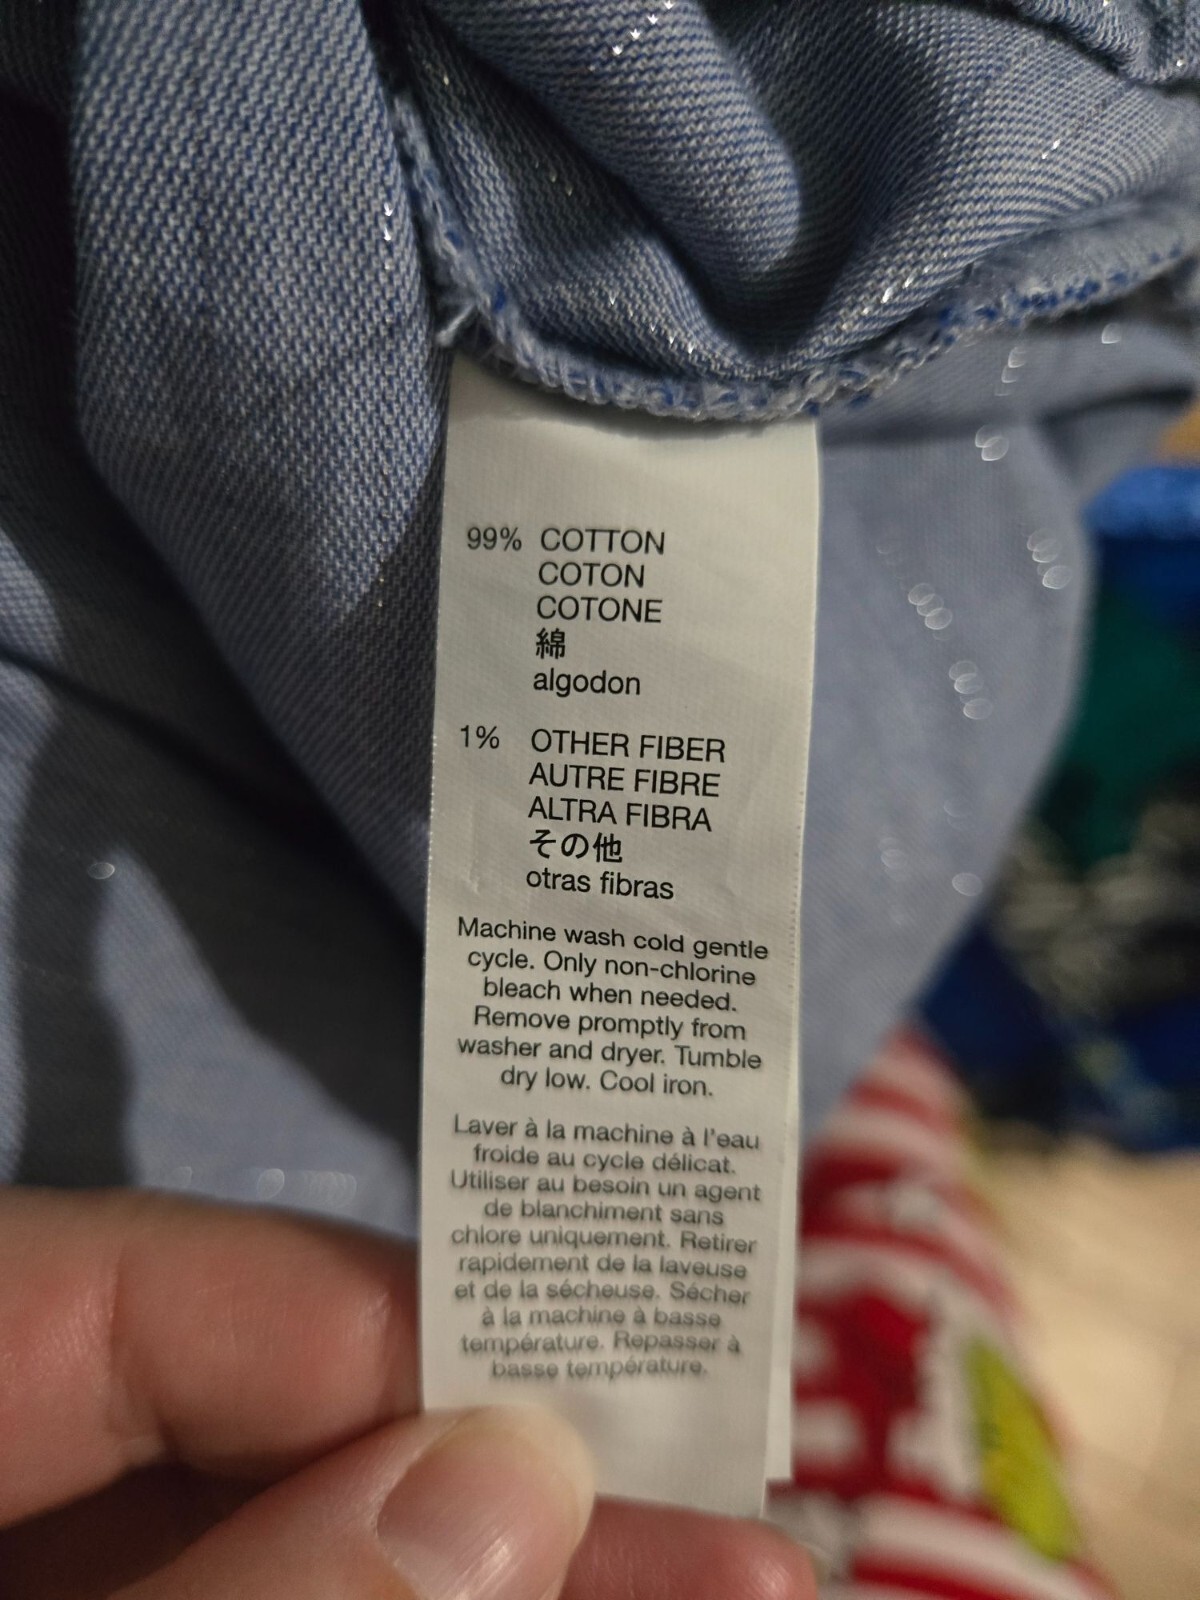 99% COTTON
COTON
COTONE
綿
algodon
1% OTHER FIBER
AUTRE FIBRE
ALTRA FIBRA
その他
otras fibras
Machine wash cold gentle
cycle. Only non-chlorine
bleach when needed.
Remove promptly from
washer and dryer. Tumble
dry low. Cool iron.
Laver à la machine à l'eau
froide au cycle délicat.
Utiliser au besoin un agent
de blanchiment sans
chlore uniquement. Retirer
rapidement de la laveuse
et de la sécheuse. Sécher
à la machine à basse
température. Repasser à
basse température.